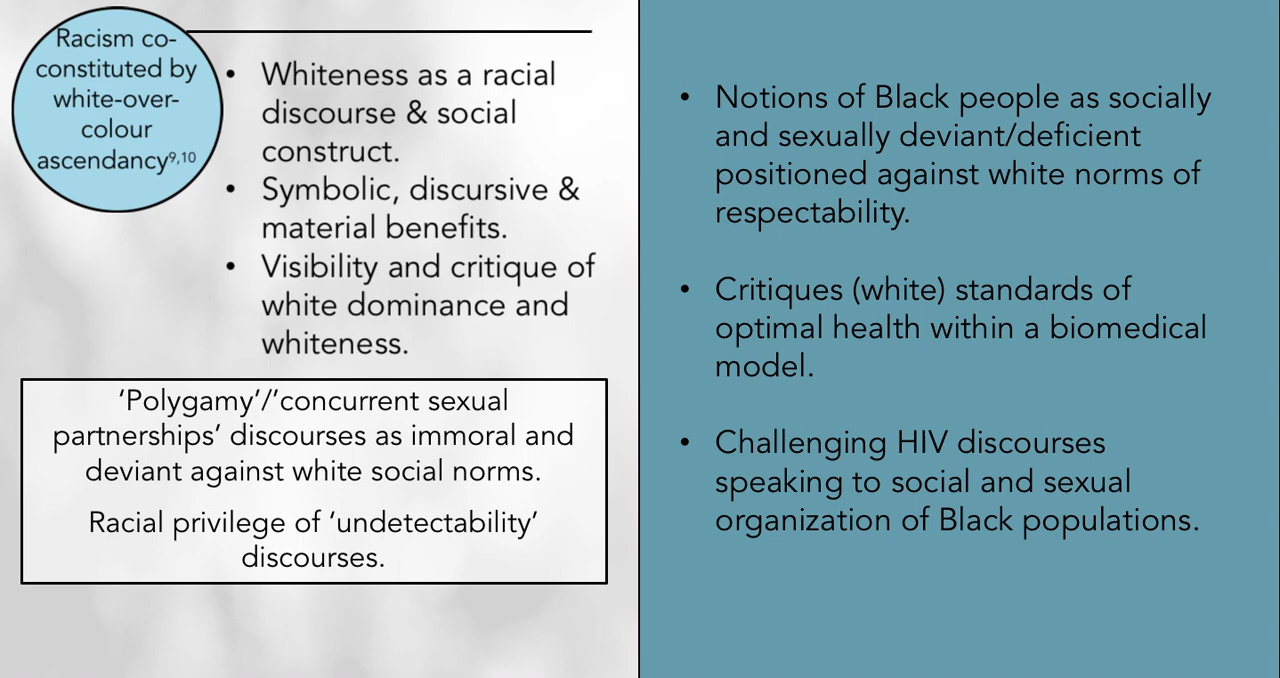 Racism co-
constituted by
white-over-
colour
ascendancy9,10
• Whiteness as a racial
discourse & social
construct.
• Symbolic, discursive &
material benefits.
• Visibility and critique of
white dominance and
whiteness.
‘Polygamy’/’concurrent sexual
partnerships’ discourses as immoral and
deviant against white social norms.
Racial privilege of ‘undetectability’
discourses.
• Notions of Black people as socially
and sexually deviant/deficient
positioned against white norms of
respectability.
• Critiques (white) standards of
optimal health within a biomedical
model.
• Challenging HIV discourses
speaking to social and sexual
organization of Black populations.